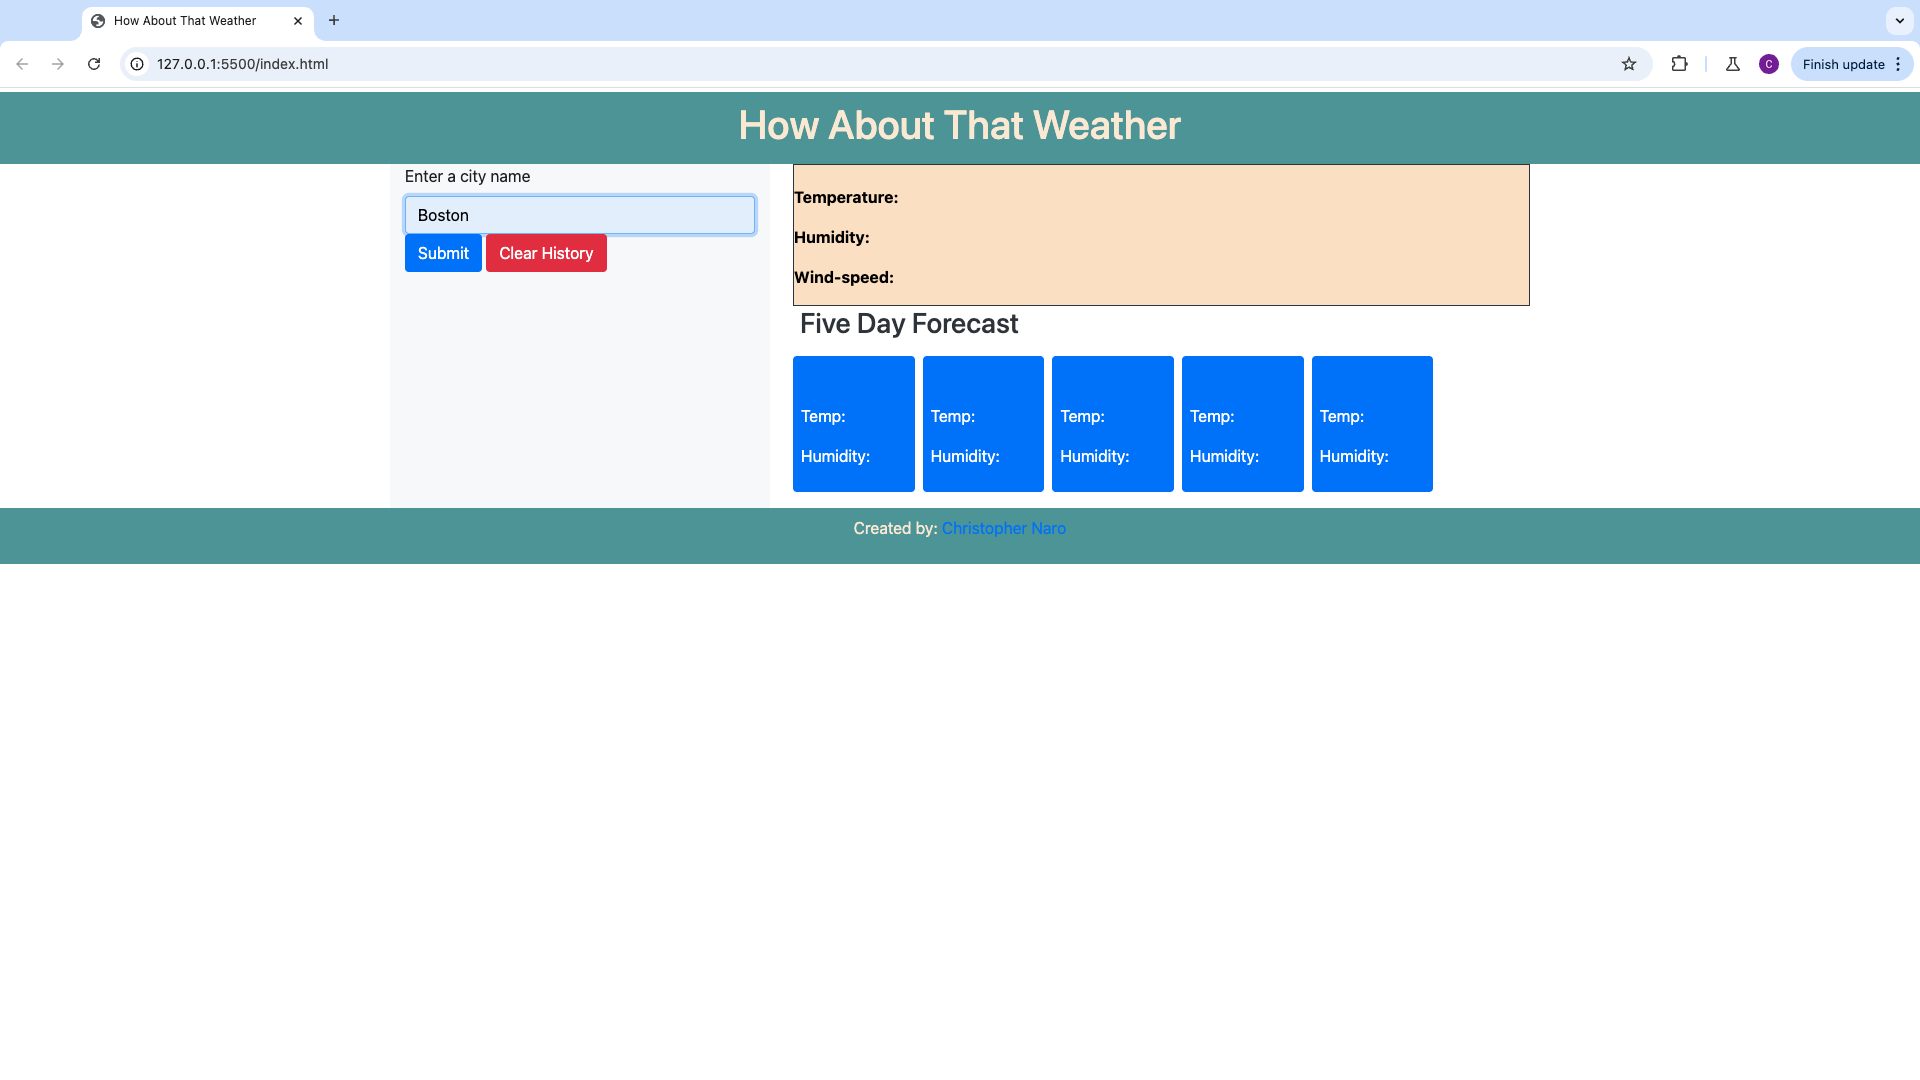 How About That Weather
127.0.0.1:5500/index.html
C
Finish update
How About That Weather
Enter a city name
Boston
Submit
Clear History
Temperature:
Humidity:
Wind-speed:
Five Day Forecast
Temp: Temp: Temp: Temp: Temp:
Humidity: Humidity: Humidity: Humidity: Humidity:
Created by: Christopher Naro